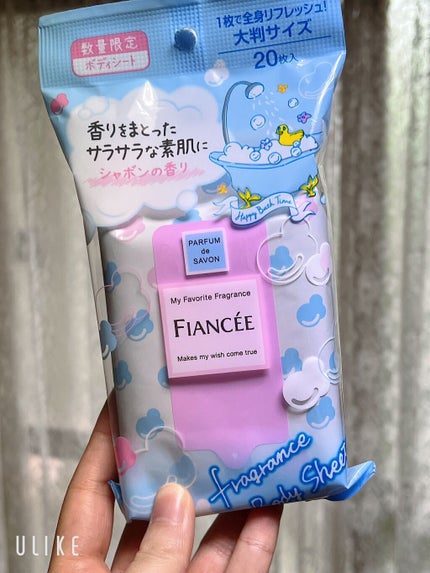 数量限定
ボディシート
1枚で全身リフレッシュ!
大判サイズ
20枚入
香りをまとった
サラサラな素肌に
シャボンの香り
Happy Bath Time
PARFUM
de
SAVON
My Favorite Fragrance
FIANCÉE
Makes my wish come true
fragrance
Body Sheet
ULIKE